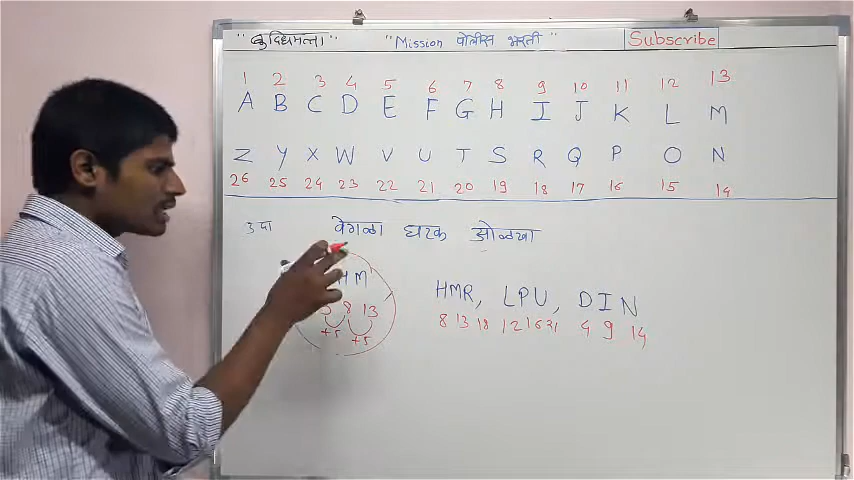 बुद्धिमत्ता" "Mission पोलीस भरती" Subscribe
1 2 3 4 5 6 7 8 9 10 11 12 13
A B C D E F G H I J K L M
Z Y X W V U T S R Q P O N
26 25 24 23 22 21 20 19 18 17 16 15 14
उदा वेगळा घटक ओळखा
H M HMR, LPU, DIN
8 13 8 13 18 12 16 21 4 9 14
+5 +5